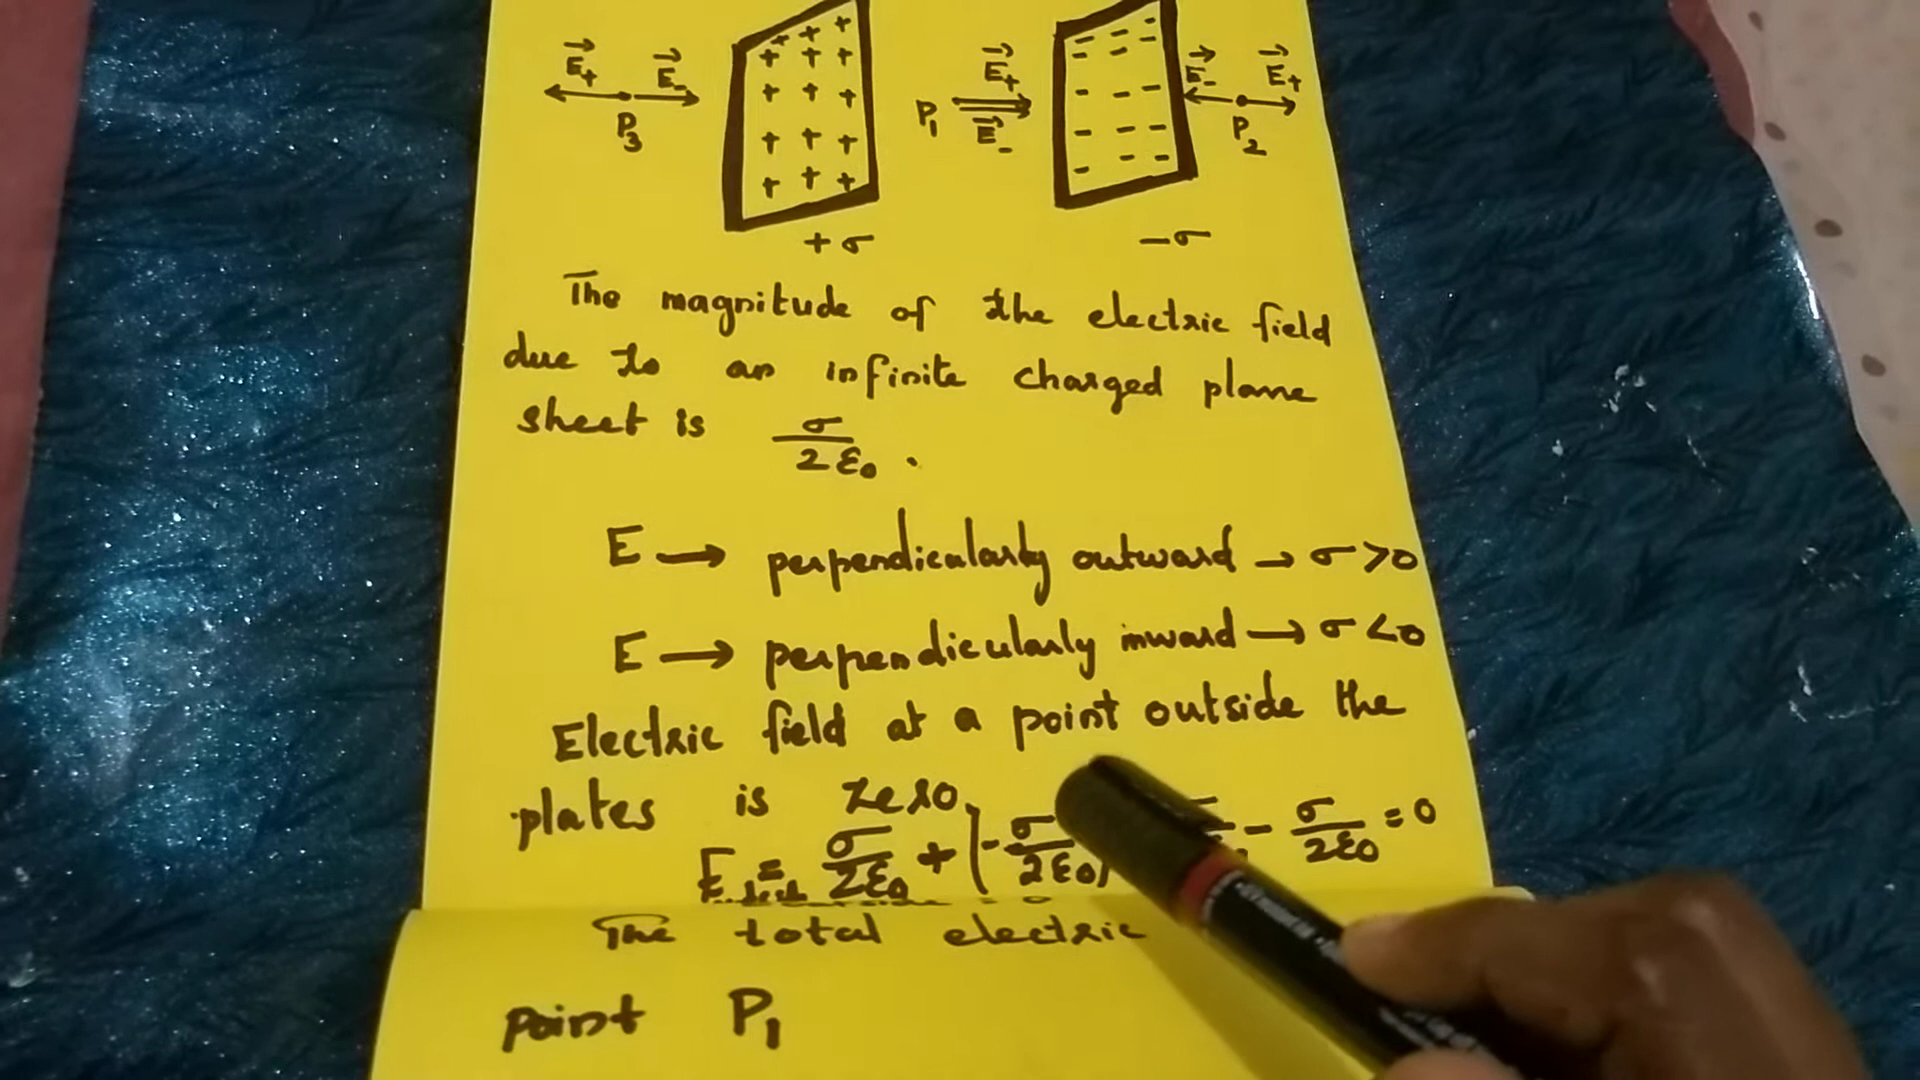 E₊ E₋ E₊ E₋ E₊
P₃ P₁ E₋ P₂
+σ −σ
The magnitude of the electric field
due to an infinite charged plane
sheet is σ/2ε₀ .
E → perpendicularly outward → σ>0
E → perpendicularly inward → σ<0
Electric field at a point outside the
plates is zero,
E = σ/2ε₀ + (-σ/2ε₀) - σ/2ε₀ = 0
The total electric
point P₁